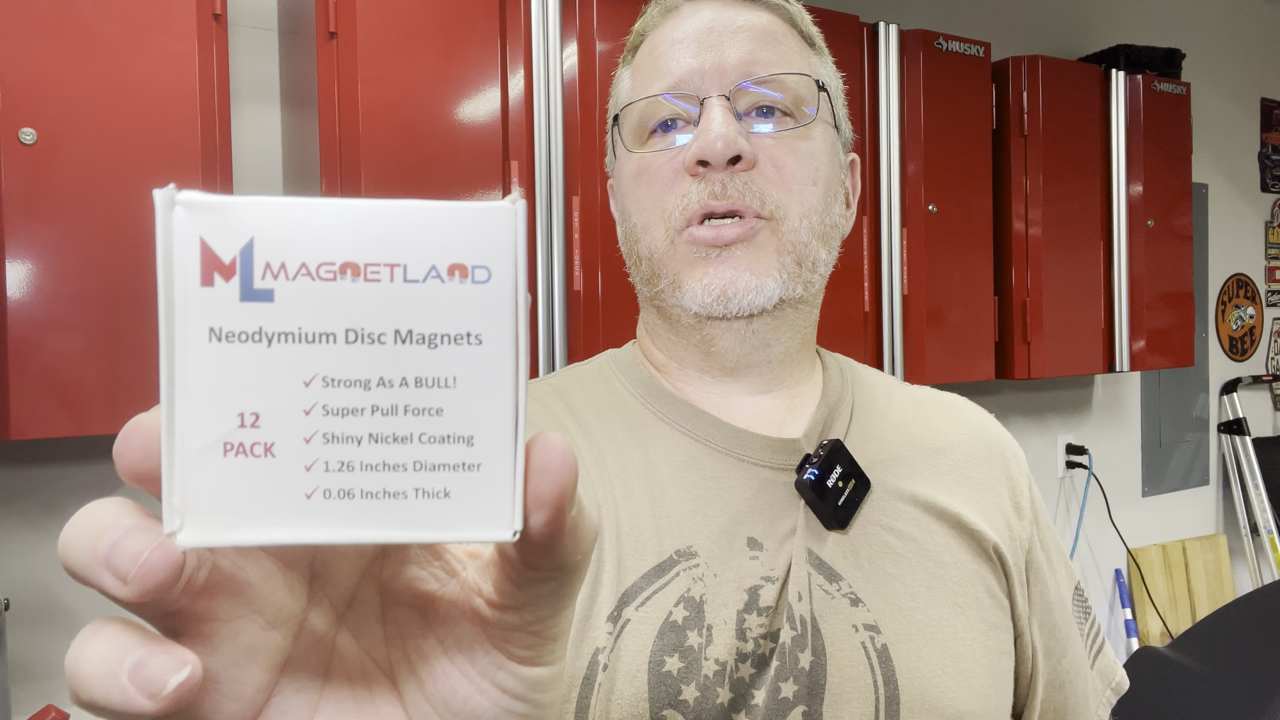 HUSKY
HUSKY
ML MAGNETLAND
Neodymium Disc Magnets
✓ Strong As A BULL!
✓ Super Pull Force
12
PACK
✓ Shiny Nickel Coating
✓ 1.26 Inches Diameter
✓ 0.06 Inches Thick
RØDE
SUPER
BEE